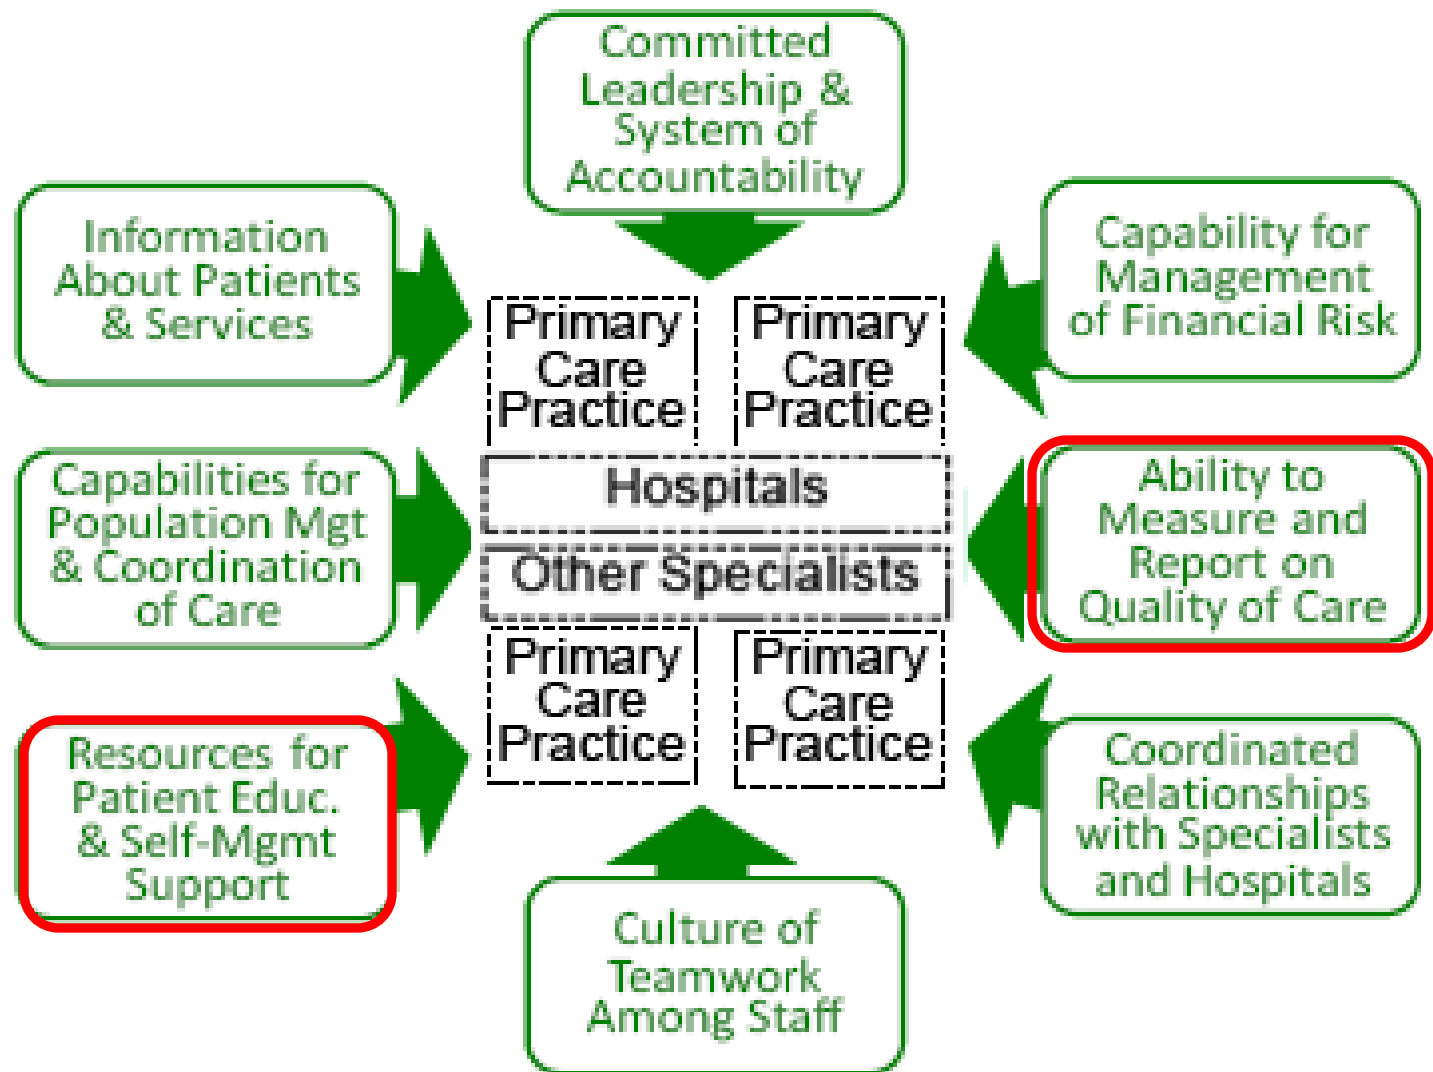 Committed
Leadership &
System of
Accountability
Information
About Patients
& Services
Capability for
Management
of Financial Risk
Primary
Care
Practice
Primary
Care
Practice
Capabilities for
Population Mgt
& Coordination
of Care
Hospitals
Other Specialists
Ability to
Measure and
Report on
Quality of Care
Primary
Care
Practice
Primary
Care
Practice
Resources for
Patient Educ.
& Self-Mgmt
Support
Coordinated
Relationships
with Specialists
and Hospitals
Culture of
Teamwork
Among Staff